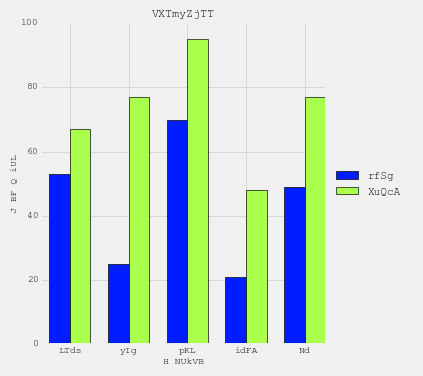 VXTmyZjTT
100
80
60
40
20
0
J BF Q iUL
LTds yIg pKL idFA Nd
H NUkVB
rfSg
XuQcA